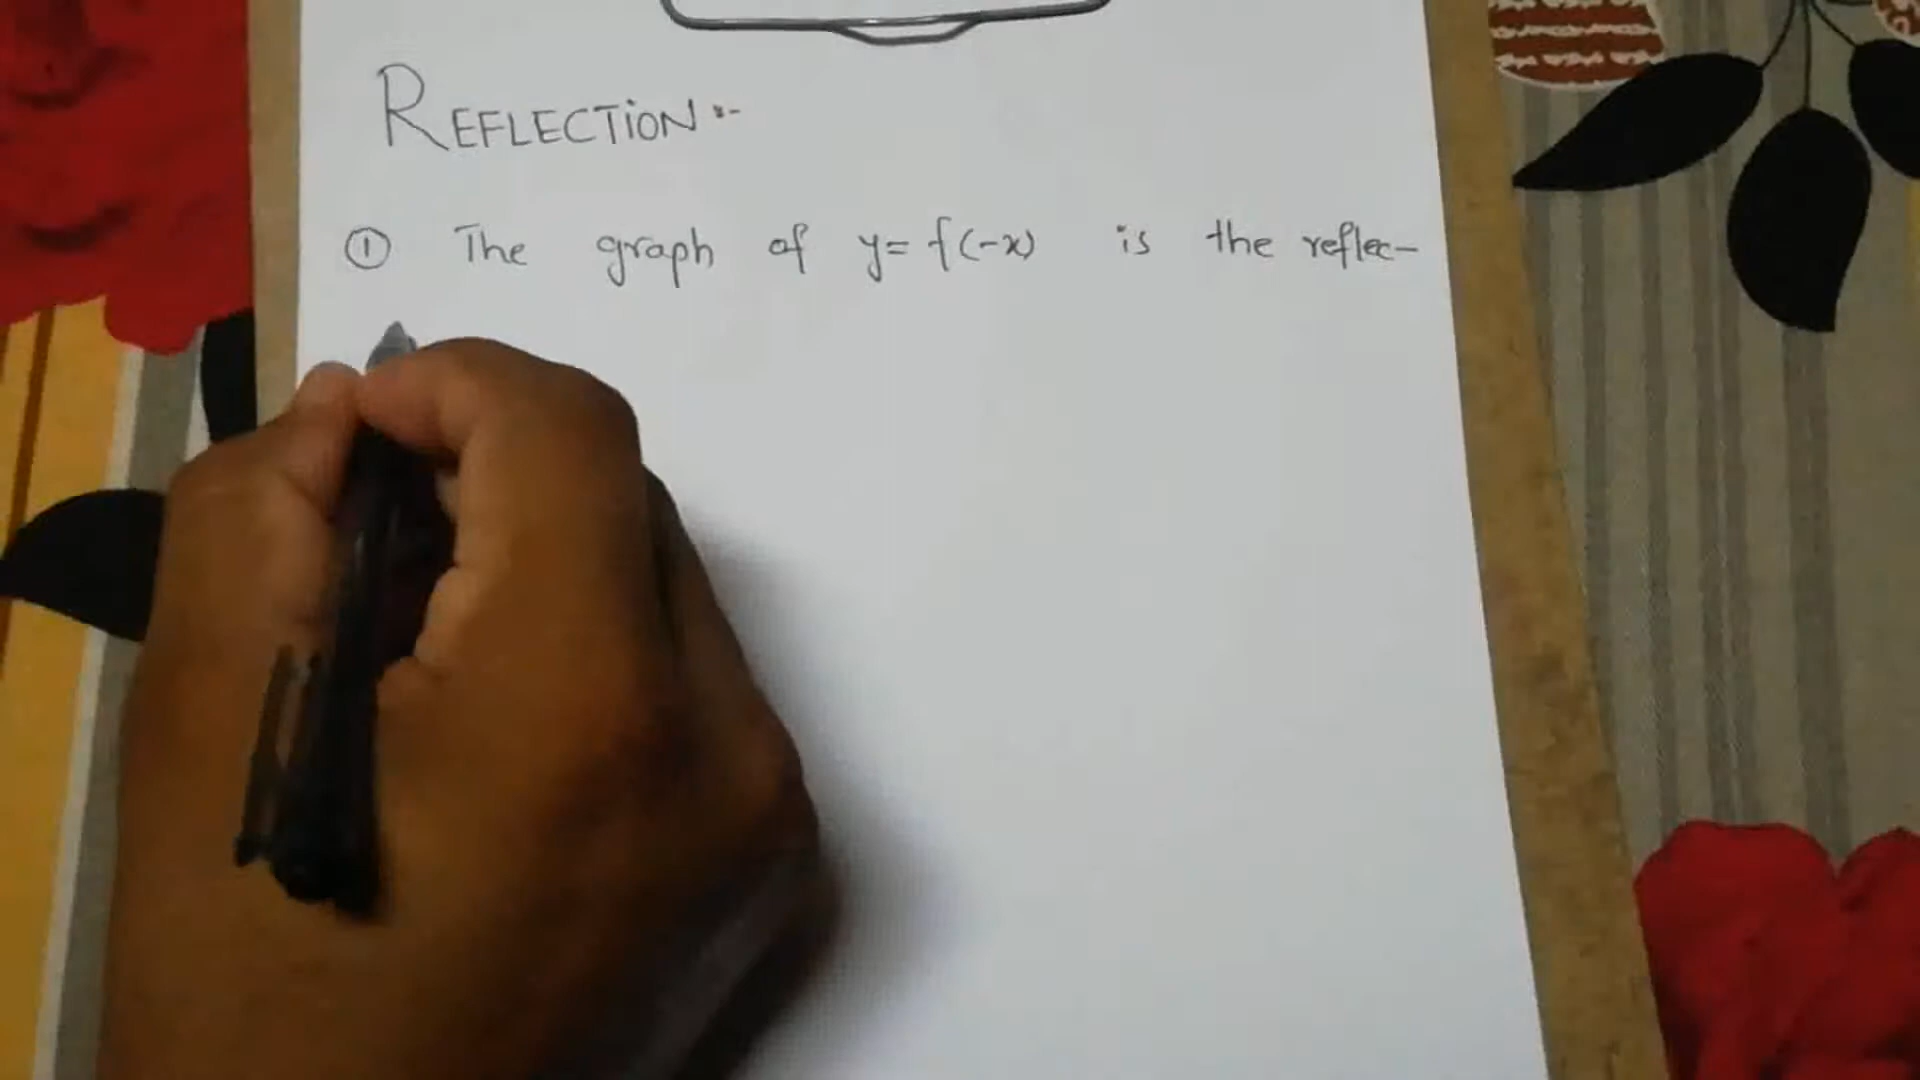 REFLECTiON :-
① The graph of y= f(-x) is the reflec-